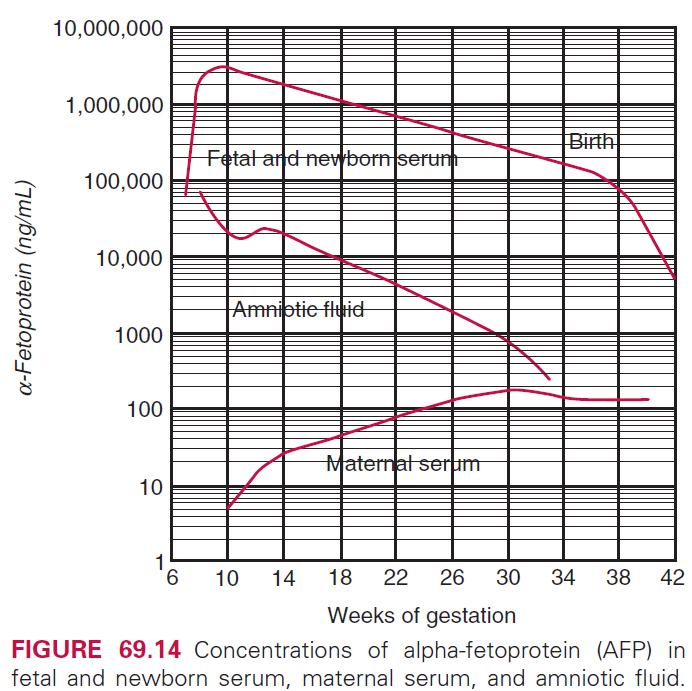 10,000,000
1,000,000
100,000
10,000
1000
100
10
1
α-Fetoprotein (ng/mL)
Birth
Fetal and newborn serum
Amniotic fluid
Maternal serum
6 10 14 18 22 26 30 34 38 42
Weeks of gestation
FIGURE 69.14 Concentrations of alpha-fetoprotein (AFP) in
fetal and newborn serum, maternal serum, and amniotic fluid.